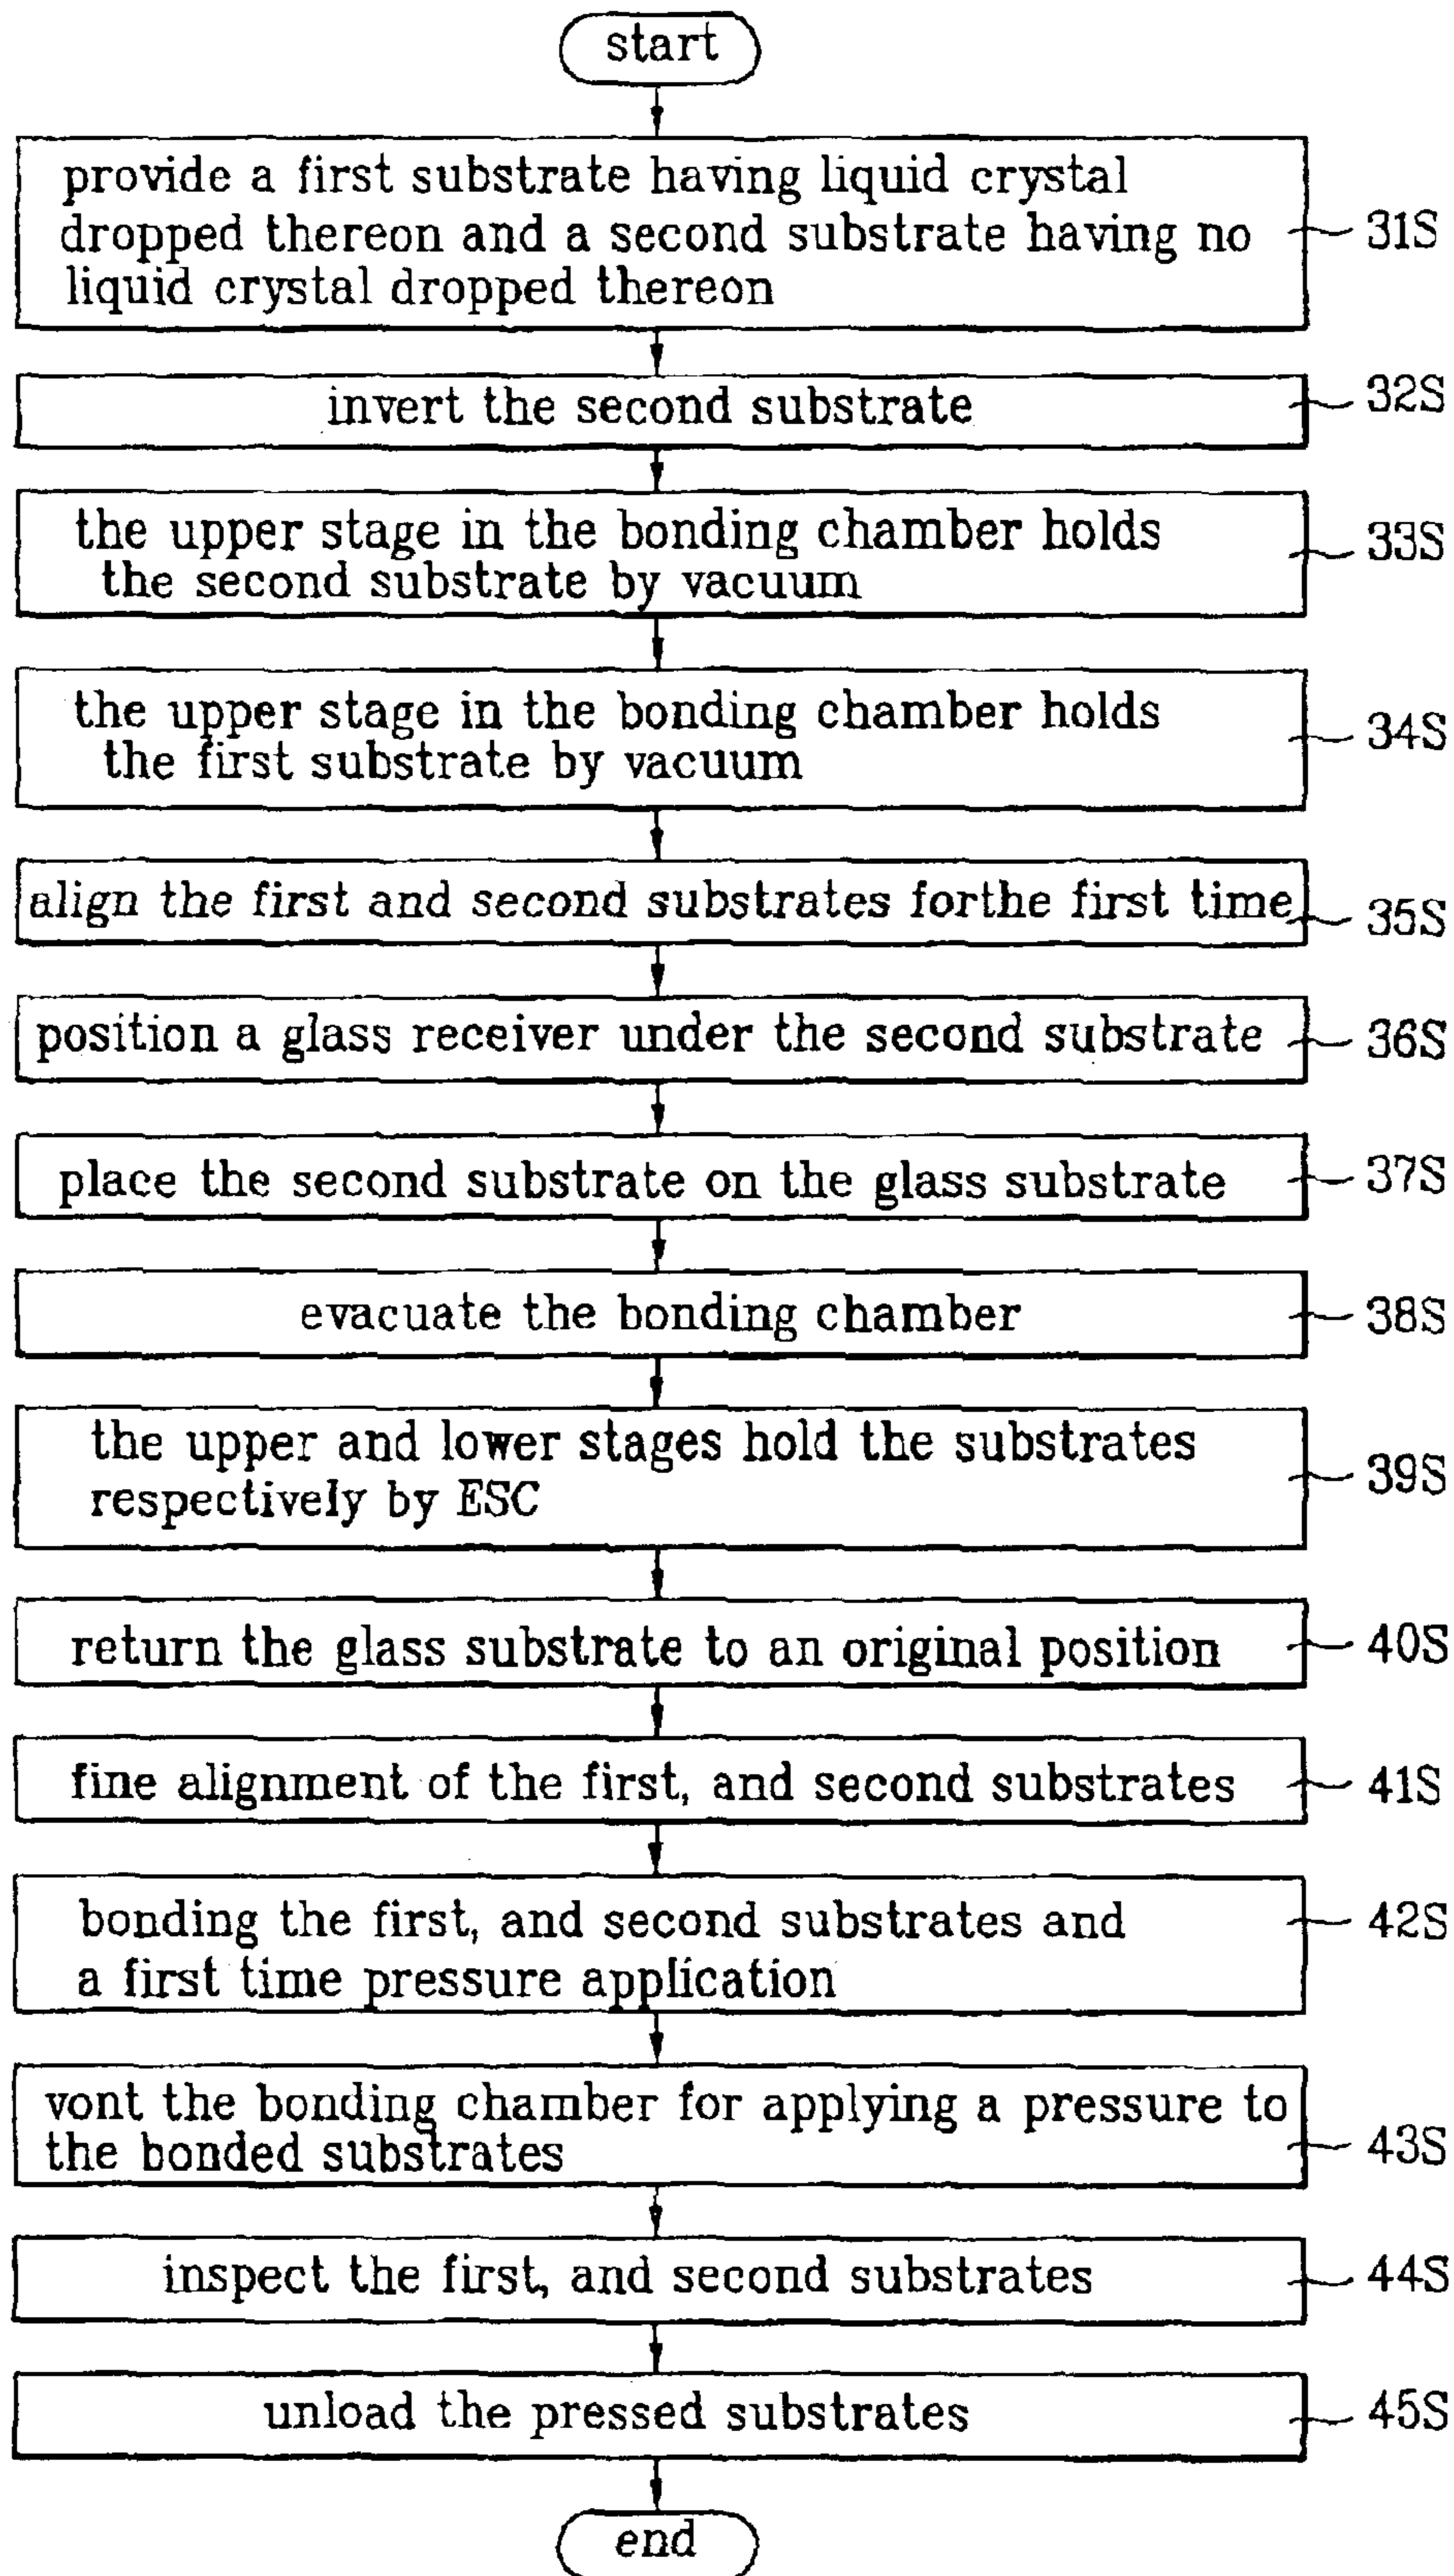 start
provide a first substrate having liquid crystal
dropped thereon and a second substrate having no
liquid crystal dropped thereon
31S
invert the second substrate
32S
the upper stage in the bonding chamber holds
the second substrate by vacuum
33S
the upper stage in the bonding chamber holds
the first substrate by vacuum
34S
align the first and second substrates forthe first time
35S
position a glass receiver under the second substrate
36S
place the second substrate on the glass substrate
37S
evacuate the bonding chamber
38S
the upper and lower stages hold the substrates
respectively by ESC
39S
return the glass substrate to an original position
40S
fine alignment of the first, and second substrates
41S
bonding the first, and second substrates and
a first time pressure application
42S
vont the bonding chamber for applying a pressure to
the bonded substrates
43S
inspect the first, and second substrates
44S
unload the pressed substrates
45S
end